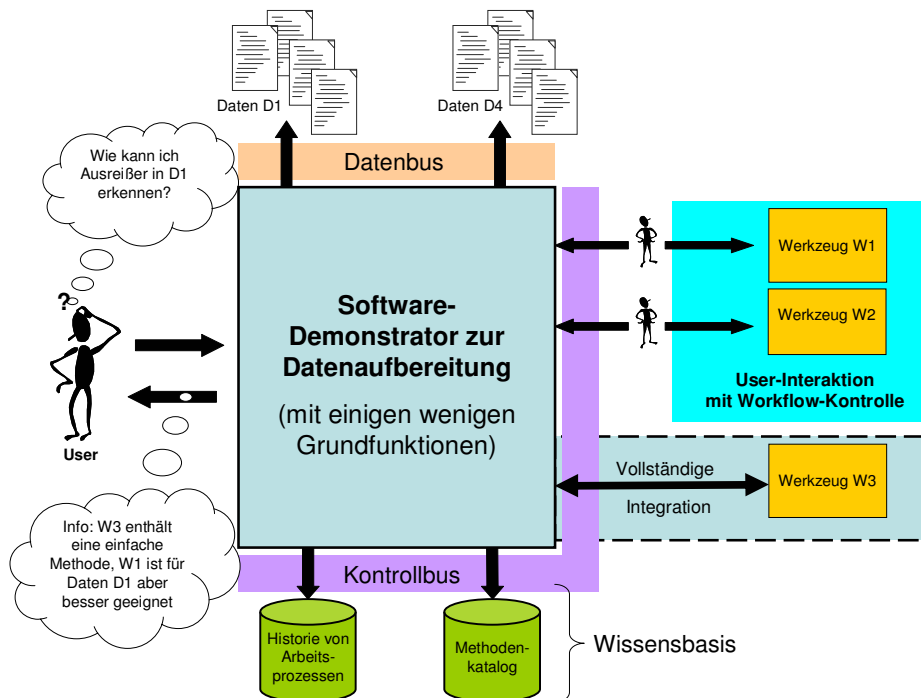 Daten D1
Daten D4
Wie kann ich
Ausreißer in D1
erkennen?
Datenbus
?
User
Software-
Demonstrator zur
Datenaufbereitung
(mit einigen wenigen
Grundfunktionen)
Werkzeug W1
Werkzeug W2
User-Interaktion
mit Workflow-Kontrolle
Vollständige
Integration
Werkzeug W3
Info: W3 enthält
eine einfache
Methode, W1 ist für
Daten D1 aber
besser geeignet
Kontrollbus
Historie von
Arbeits-
prozessen
Methoden-
katalog
Wissensbasis